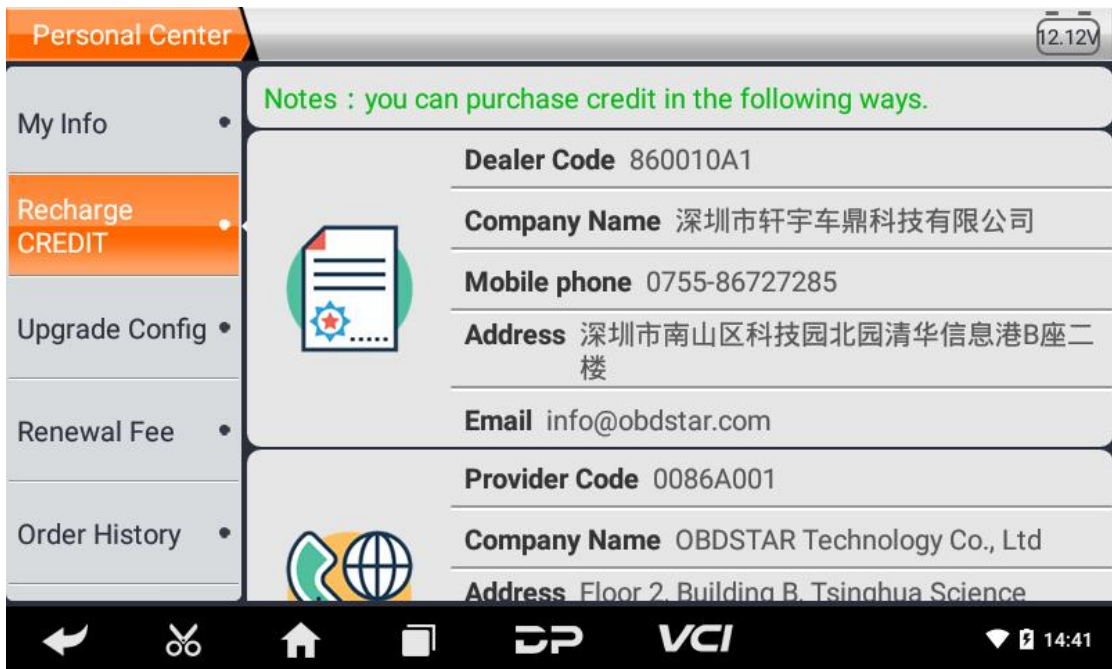 Personal Center
12.12V
My Info
Recharge
CREDIT
Upgrade Config
Renewal Fee
Order History
Notes：you can purchase credit in the following ways.
Dealer Code 860010A1
Company Name 深圳市轩宇车鼎科技有限公司
Mobile phone 0755-86727285
Address 深圳市南山区科技园北园清华信息港B座二
楼
Email info@obdstar.com
Provider Code 0086A001
Company Name OBDSTAR Technology Co., Ltd
Address Floor 2, Building B, Tsinghua Science
DP
VCI
14:41